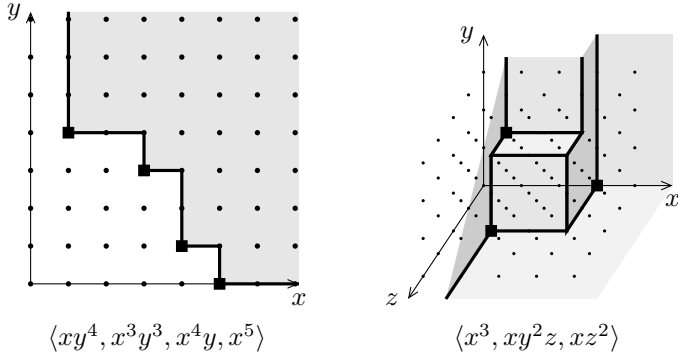 y
x
⟨xy⁴, x³y³, x⁴y, x⁵⟩
y
x
z
⟨x³, xy²z, xz²⟩